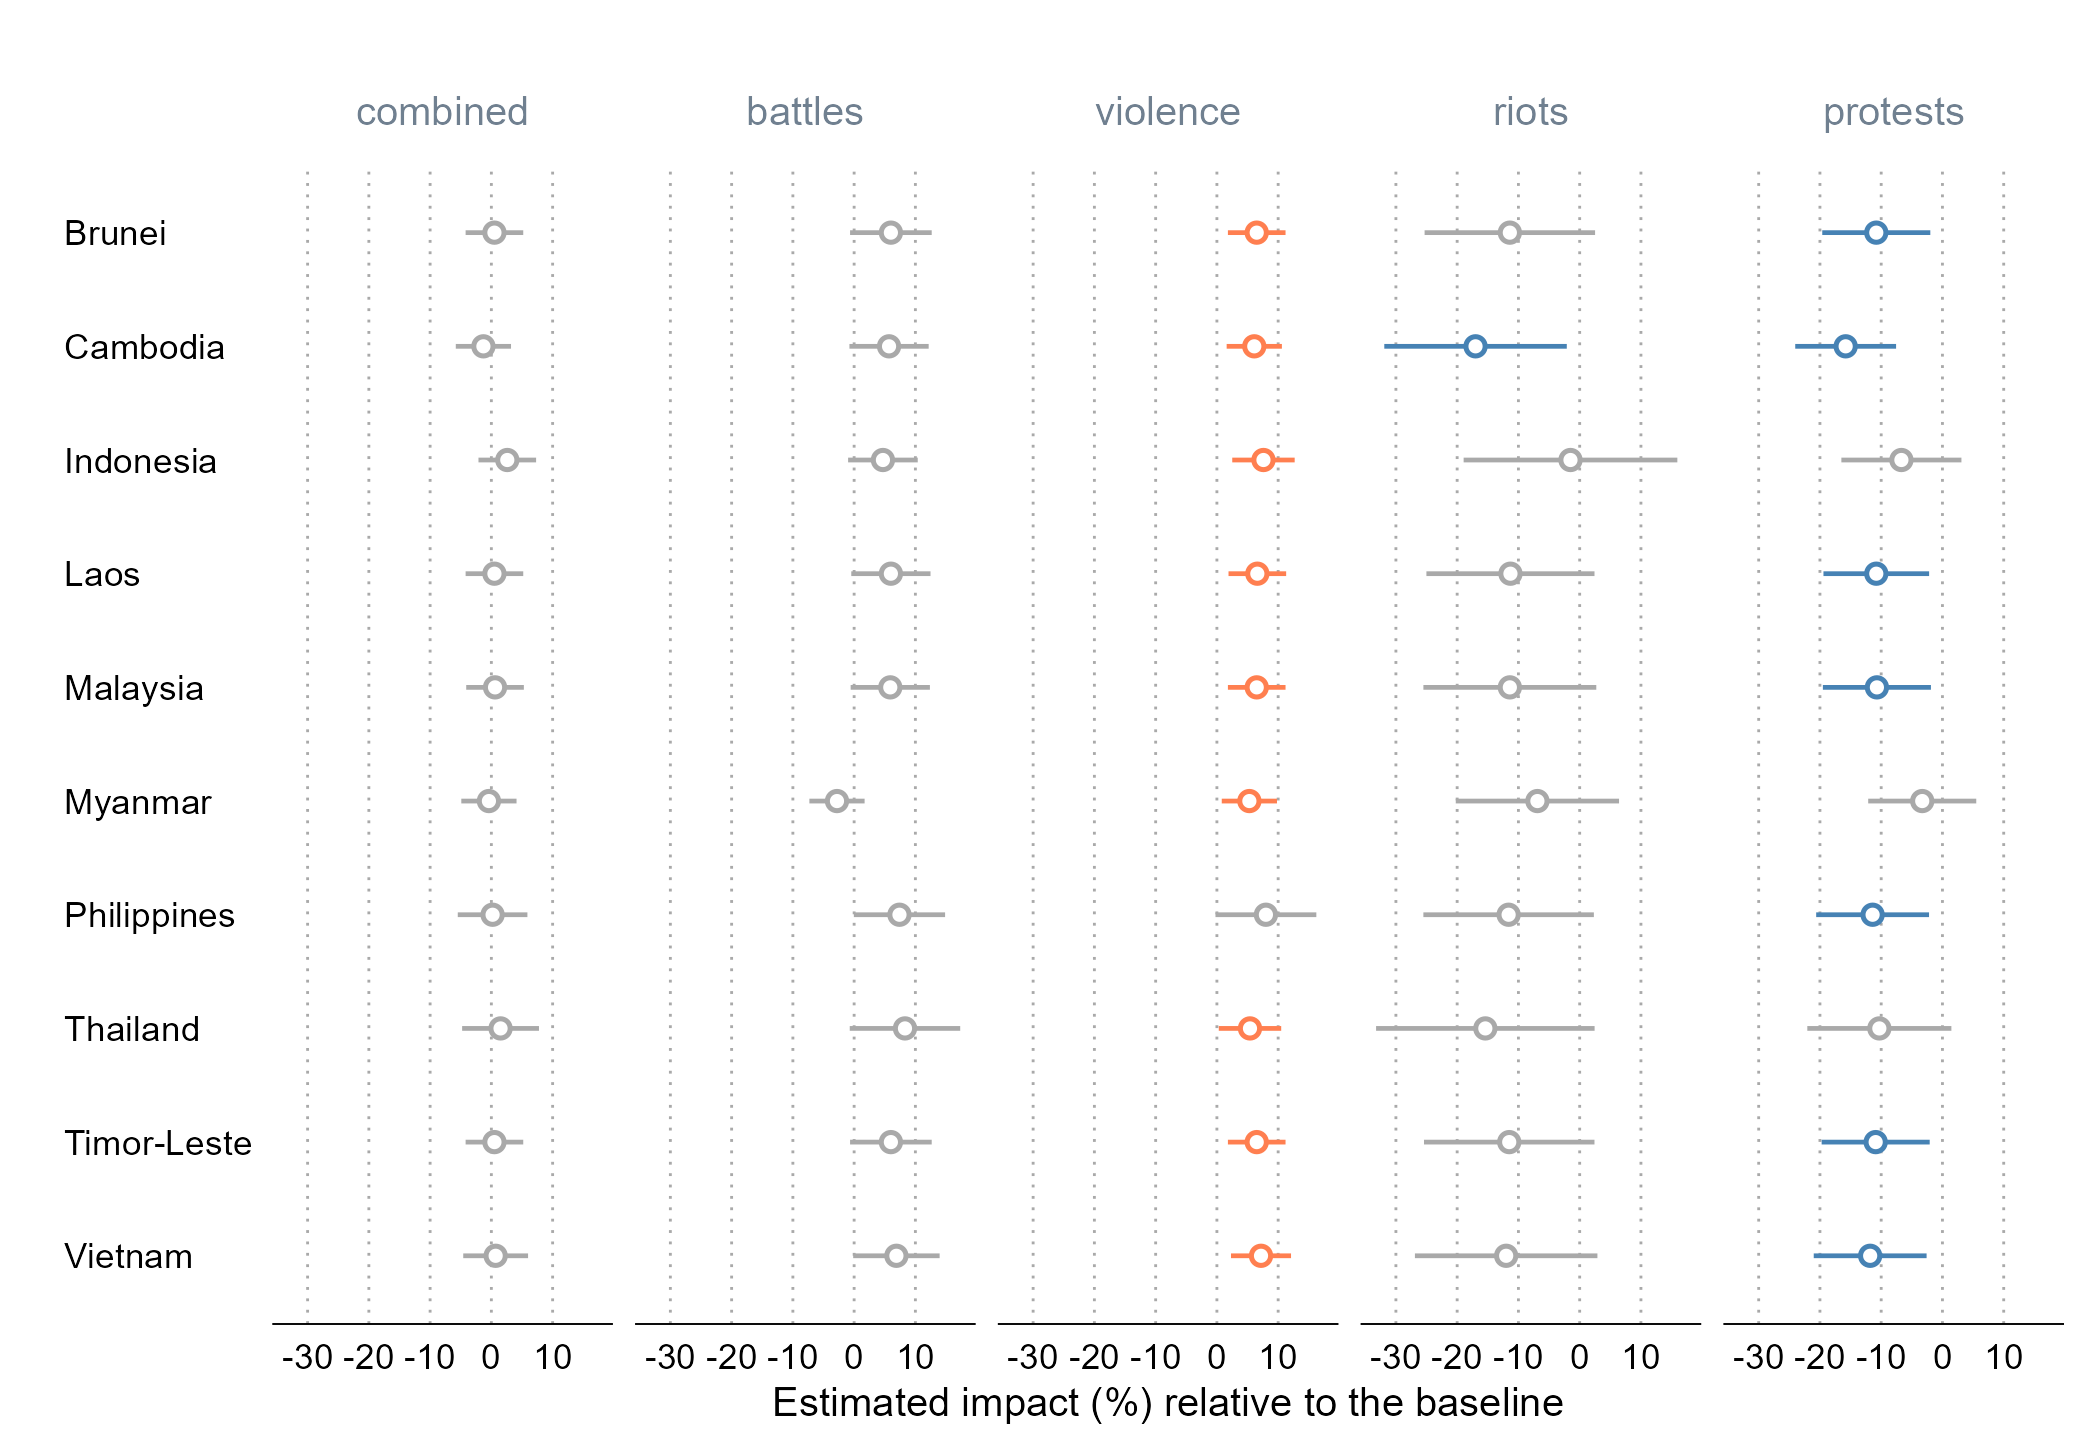 combined battles violence riots protests
Brunei
Cambodia
Indonesia
Laos
Malaysia
Myanmar
Philippines
Thailand
Timor-Leste
Vietnam
-30 -20 -10 0 10 -30 -20 -10 0 10 -30 -20 -10 0 10 -30 -20 -10 0 10 -30 -20 -10 0 10
Estimated impact (%) relative to the baseline